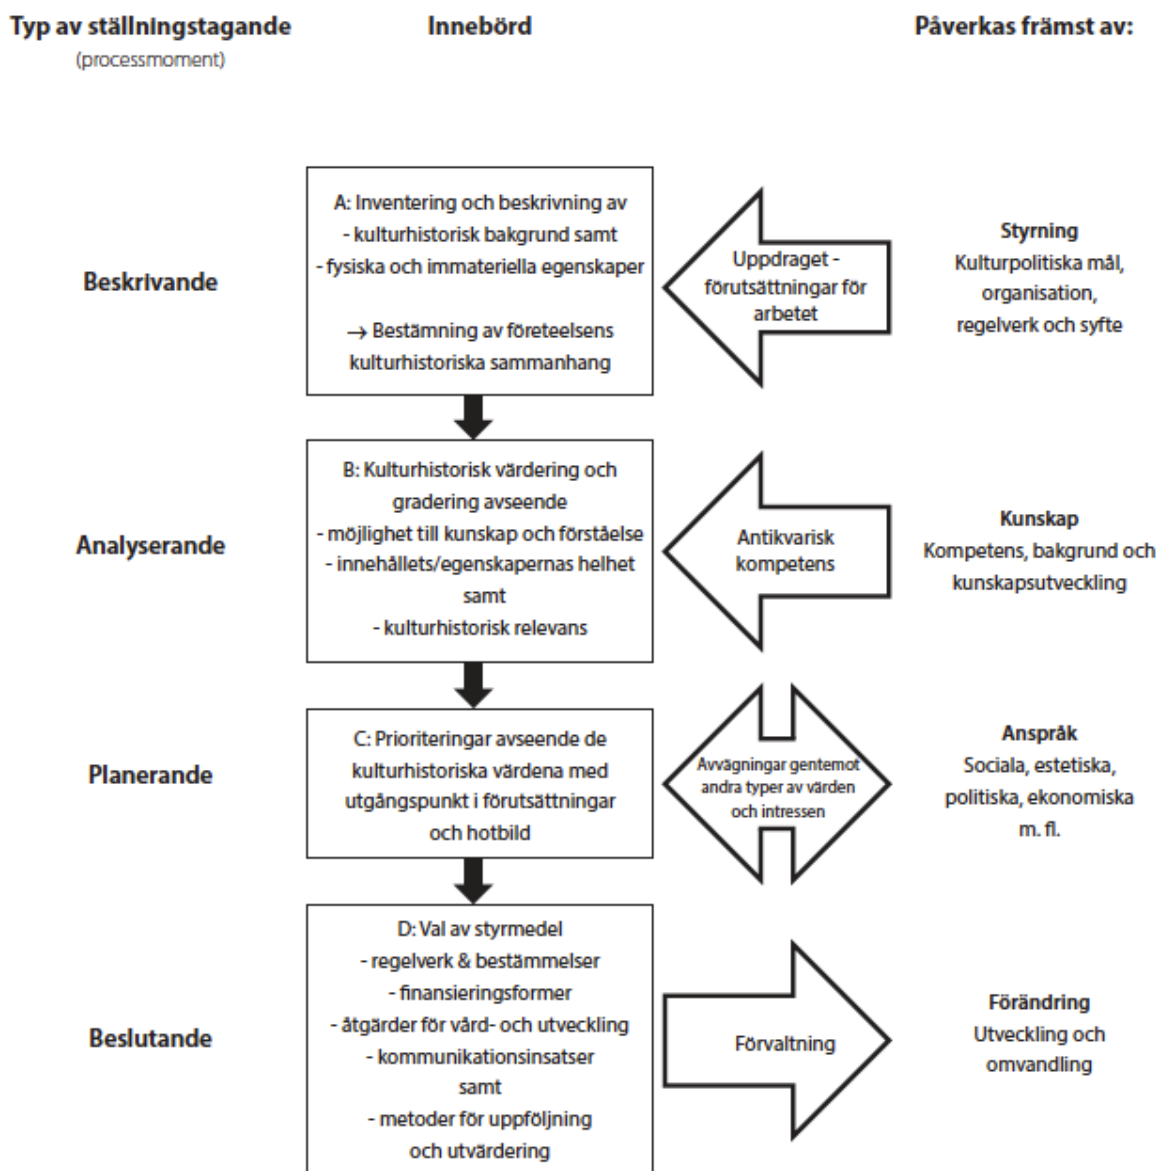 Typ av ställningstagande
(processmoment)
Innebörd
Påverkas främst av:
Beskrivande
A: Inventering och beskrivning av
- kulturhistorisk bakgrund samt
- fysiska och immateriella egenskaper
→ Bestämning av företeelsens
kulturhistoriska sammanhang
Uppdraget -
förutsättningar för
arbetet
Styrning
Kulturpolitiska mål,
organisation,
regelverk och syfte
Analyserande
B: Kulturhistorisk värdering och
gradering avseende
- möjlighet till kunskap och förståelse
- innehållets/egenskapernas helhet
samt
- kulturhistorisk relevans
Antikvarisk
kompetens
Kunskap
Kompetens, bakgrund och
kunskapsutveckling
Planerande
C: Prioriteringar avseende de
kulturhistoriska värdena med
utgångspunkt i förutsättningar
och hotbild
Avvägningar gentemot
andra typer av värden
och intressen
Anspråk
Sociala, estetiska,
politiska, ekonomiska
m. fl.
Beslutande
D: Val av styrmedel
- regelverk & bestämmelser
- finansieringsformer
- åtgärder för vård- och utveckling
- kommunikationsinsatser
samt
- metoder för uppföljning
och utvärdering
Förvaltning
Förändring
Utveckling och
omvandling